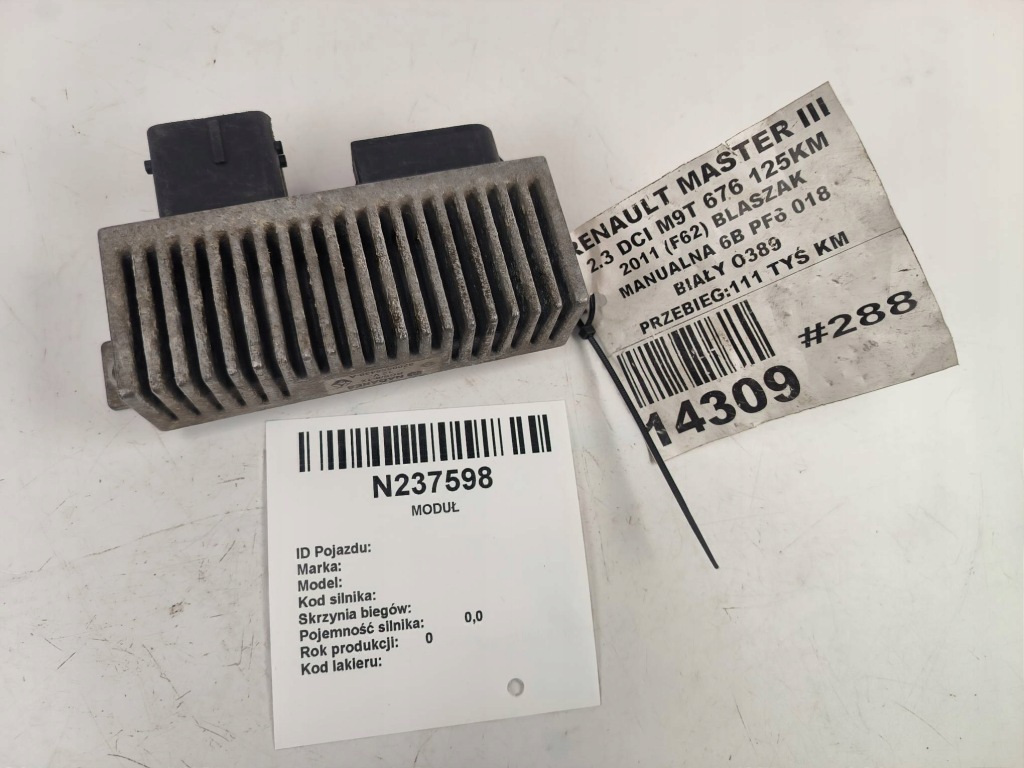 RENAULT MASTER III
2.3 DCI M9T 676 125KM
2011 (F62) BLASZAK
MANUALNA 6B PF6 018
BIAŁY O389
PRZEBIEG:111 TYŚ KM
#288
14309
N237598
MODUŁ
ID Pojazdu:
Marka:
Model:
Kod silnika:
Skrzynia biegów:
Pojemność silnika: 0,0
Rok produkcji: 0
Kod lakieru: